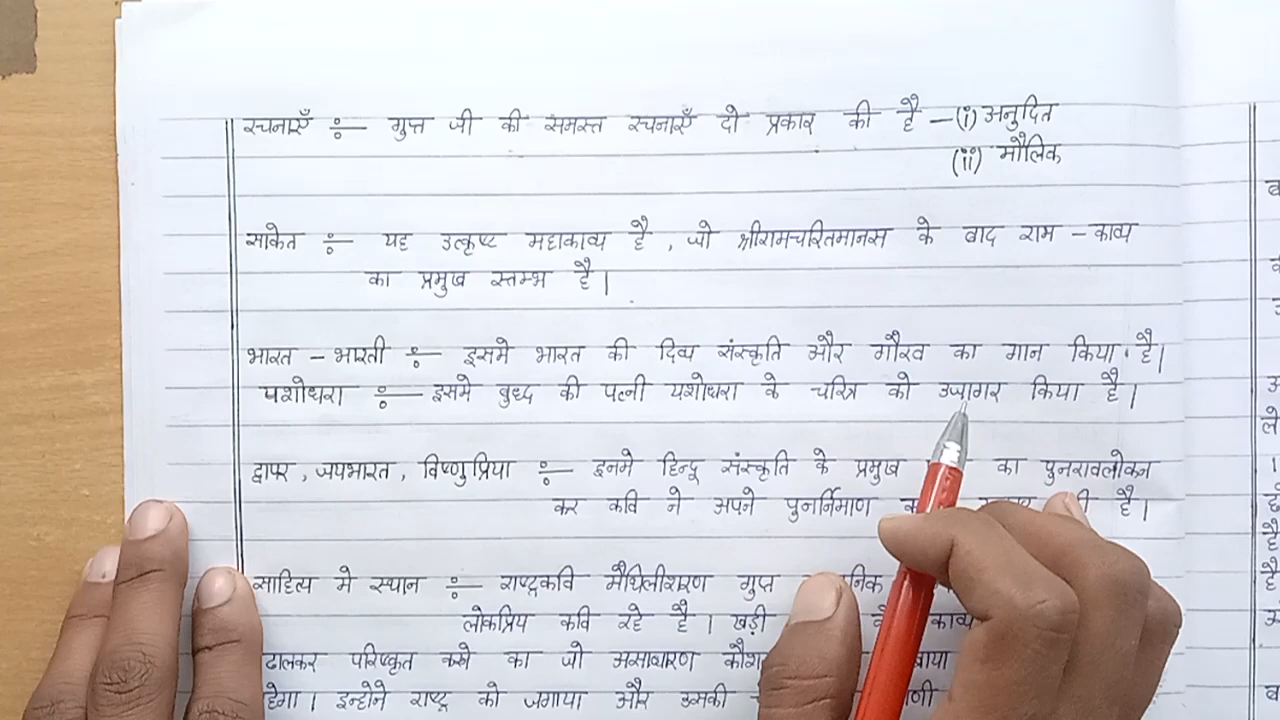 रचनाएँ ÷ गुप्त जी की समस्त रचनाएँ दो प्रकार की है – (i) अनुदित
(ii) मौलिक
साकेत ÷ यह उत्कृष्ट महाकाव्य है, जो श्रीरामचरितमानस के बाद राम – काव्य
का प्रमुख स्तम्भ है।
भारत – भारती ÷ इसमे भारत की दिव्य संस्कृति और गौरव का गान किया है।
यशोधरा ÷ इसमे बुध्द की पत्नी यशोधरा के चरित्र को उजागर किया है।
द्वापर, जयभारत, विष्णुप्रिया ÷ इनमे हिन्दू संस्कृति के प्रमुख का पुनरावलोकन
कर कवि ने अपने पुनर्निमाण है।
साहित्य मे स्थान ÷ राष्ट्रकवि मैथिलीशरण गुप्त
लोकप्रिय कवि रहे है। खड़ी काव्य
ढालकर परिष्कृत करने का जो असाधारण
इन्होने राष्ट्र को जगाया और उसकी